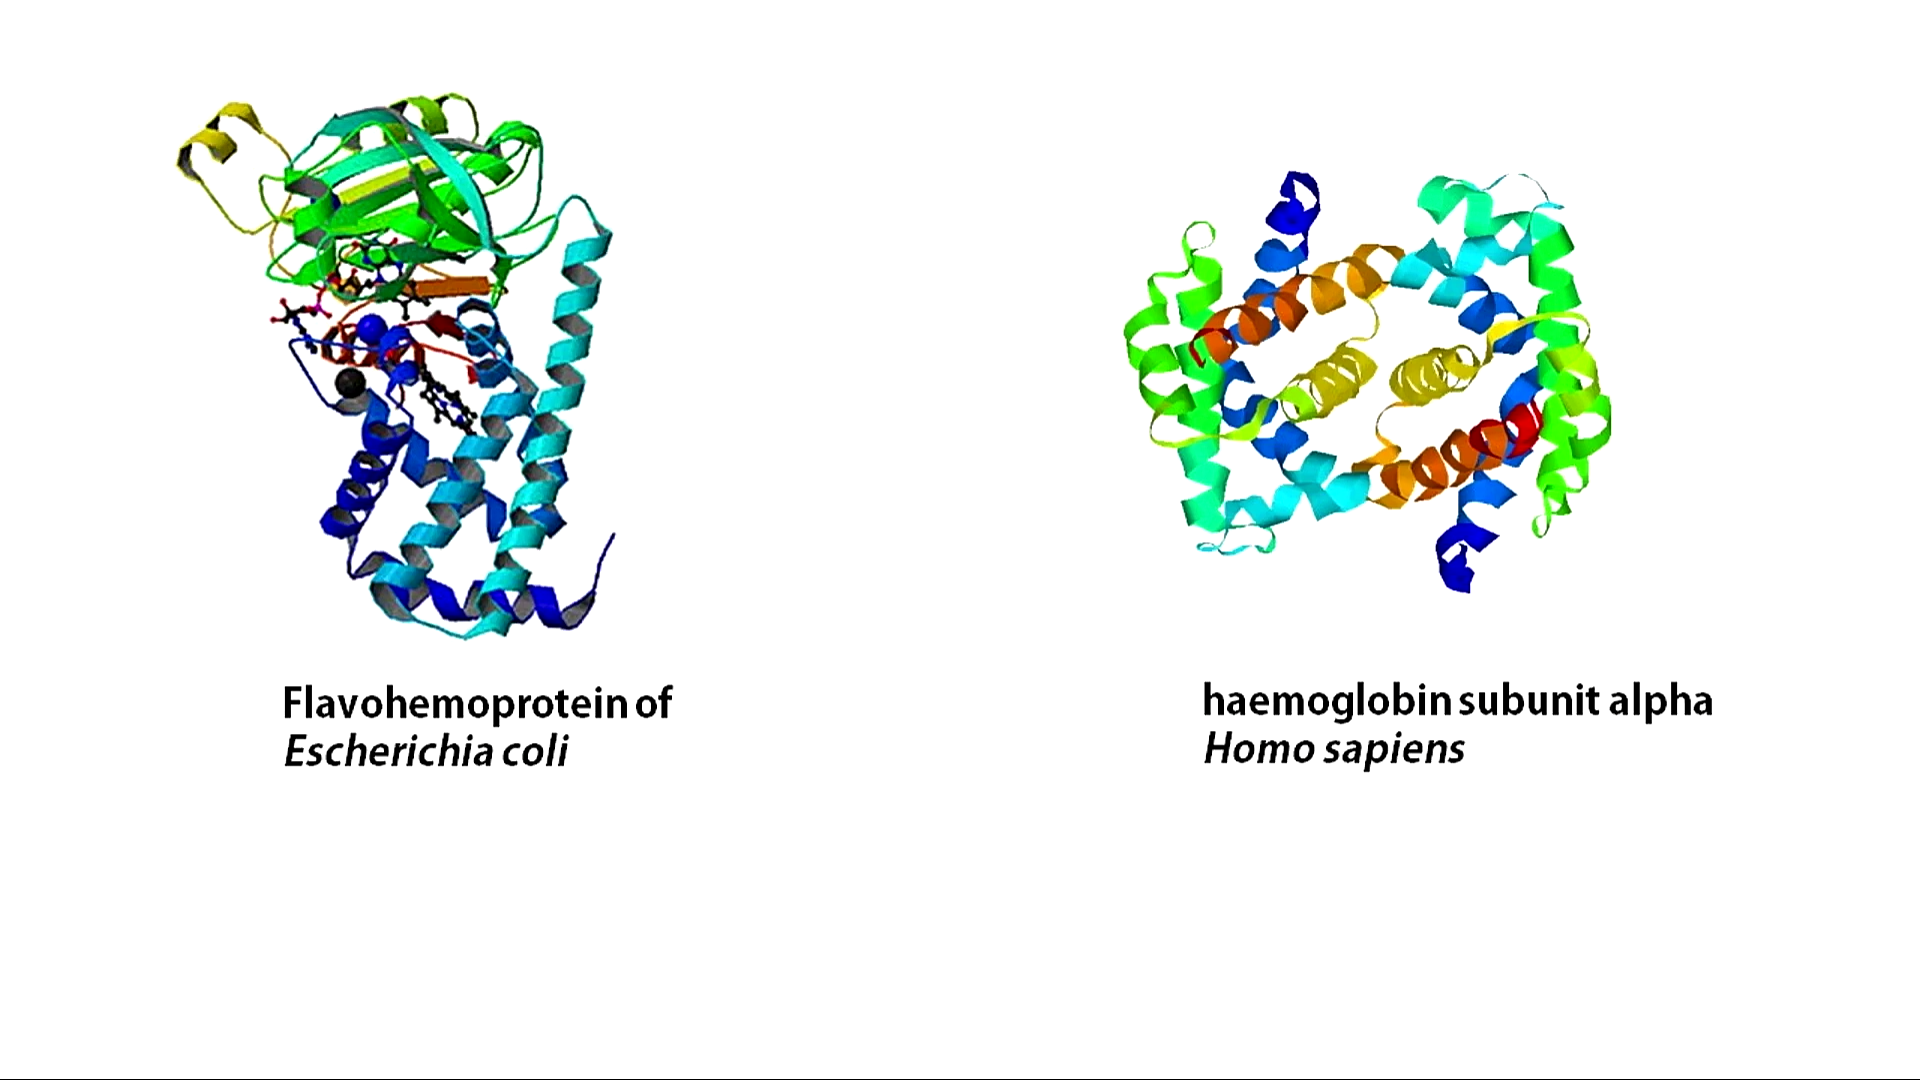 Flavohemoprotein of
Escherichia coli
haemoglobin subunit alpha
Homo sapiens